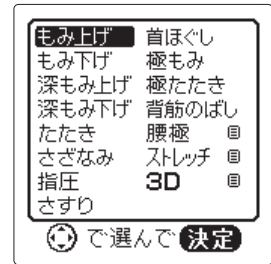 もみ上げ 首ほぐし
もみ下げ 極もみ
深もみ上げ 極たたき
深もみ下げ 背筋のばし
たたき 腰極
さざなみ ストレッチ
指圧 3D
さすり
で選んで 決定